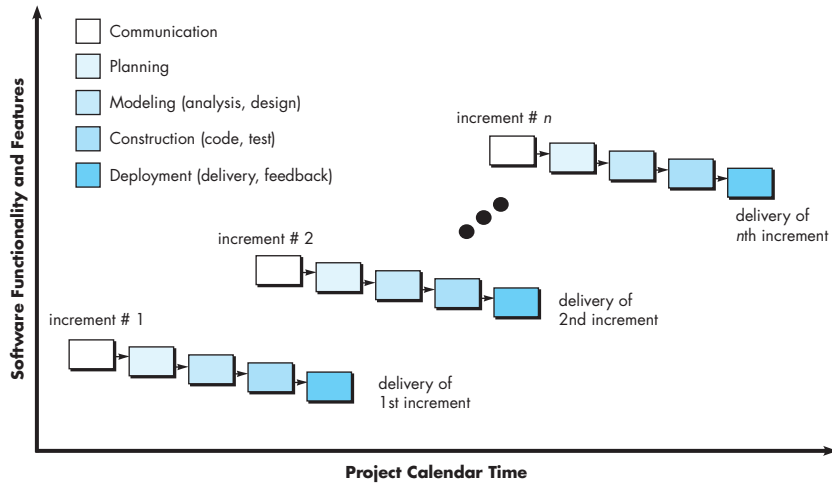 Communication
Planning
Modeling (analysis, design)
Construction (code, test)
Deployment (delivery, feedback)
increment # n
delivery of
nth increment
increment # 2
delivery of
2nd increment
increment # 1
delivery of
1st increment
Software Functionality and Features
Project Calendar Time